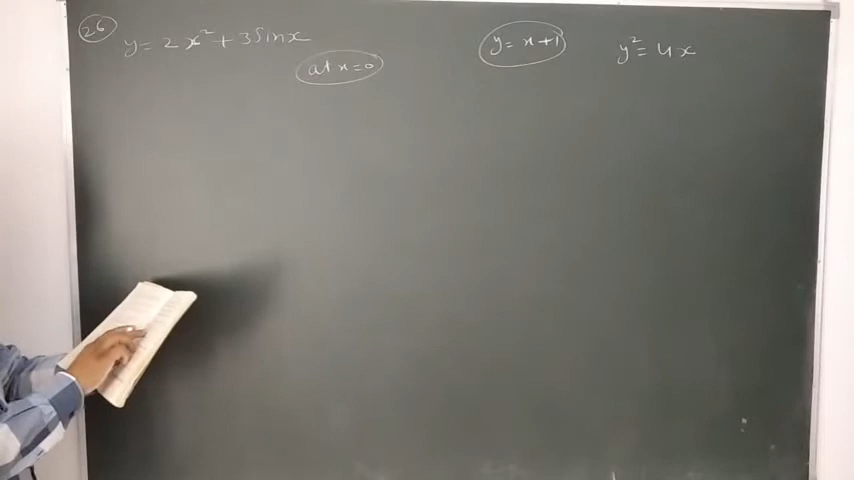 26 y = 2x² + 3 sin x
at x = 0
y = x + 1
y² = 4x